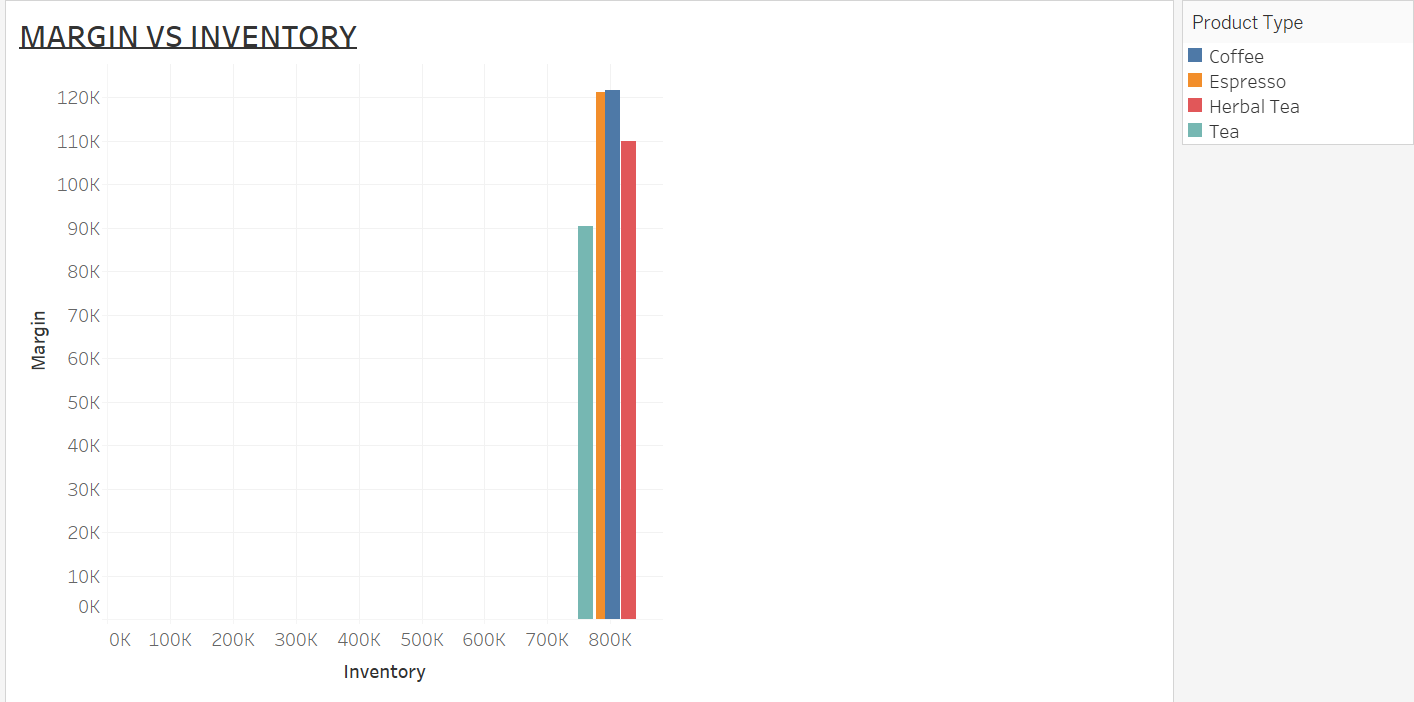 MARGIN VS INVENTORY
Product Type
Coffee
Espresso
Herbal Tea
Tea
120K
110K
100K
90K
80K
70K
60K
50K
40K
30K
20K
10K
0K
Margin
0K 100K 200K 300K 400K 500K 600K 700K 800K
Inventory